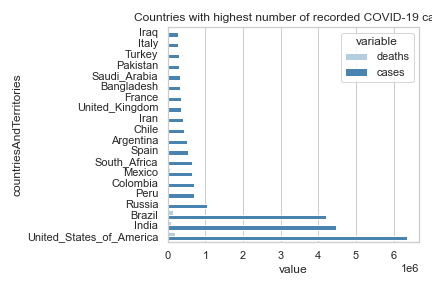 Countries with highest number of recorded COVID-19 ca
Iraq
Italy
Turkey
Pakistan
Saudi_Arabia
Bangladesh
France
United_Kingdom
Iran
Chile
Argentina
Spain
South_Africa
Mexico
Colombia
Peru
Russia
Brazil
India
United_States_of_America
countriesAndTerritories
variable
deaths
cases
0 1 2 3 4 5 6
1e6
value